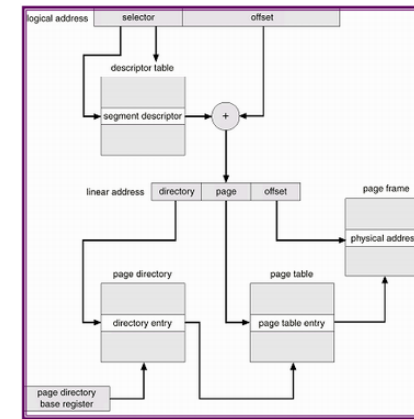 logical address
selector
offset
descriptor table
segment descriptor
+
linear address
directory
page
offset
page frame
physical address
page directory
page table
directory entry
page table entry
page directory
base register